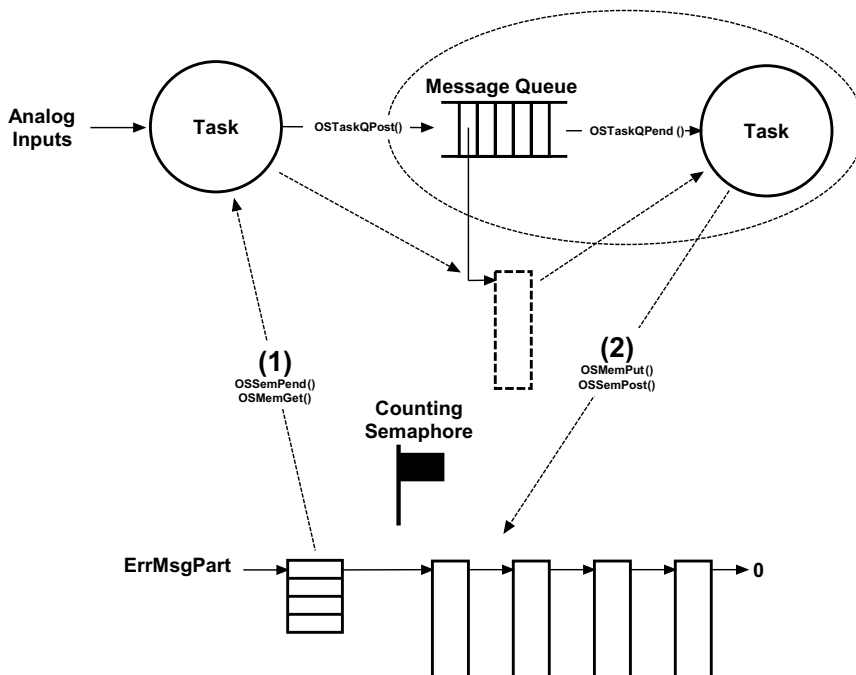 Message Queue
Analog
Inputs
Task
OSTaskQPost()
OSTaskQPend ()
Task
(1)
OSSemPend()
OSMemGet()
(2)
OSMemPut()
OSSemPost()
Counting
Semaphore
ErrMsgPart
0